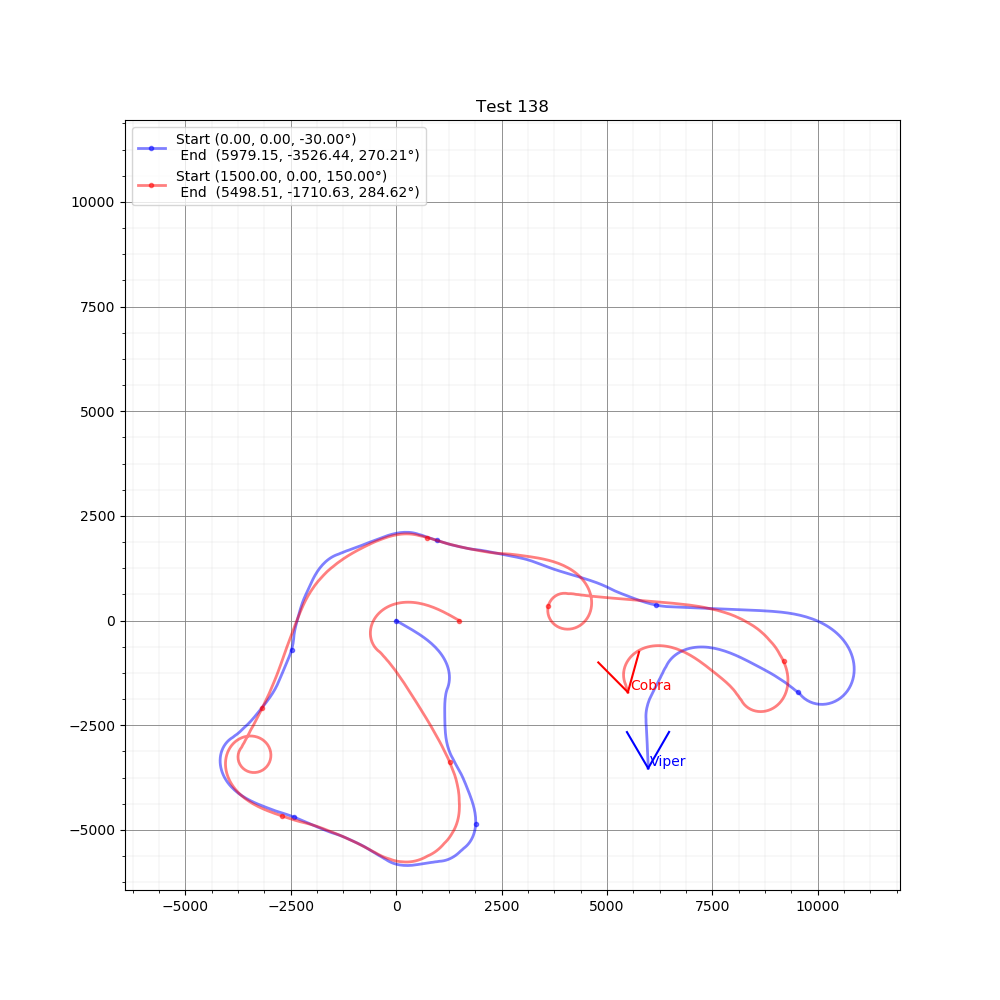 Test 138
Start (0.00, 0.00, -30.00°)
End  (5979.15, -3526.44, 270.21°)
Start (1500.00, 0.00, 150.00°)
End  (5498.51, -1710.63, 284.62°)
10000
7500
5000
2500
0
−2500
−5000
Cobra
Viper
−5000
−2500
0
2500
5000
7500
10000